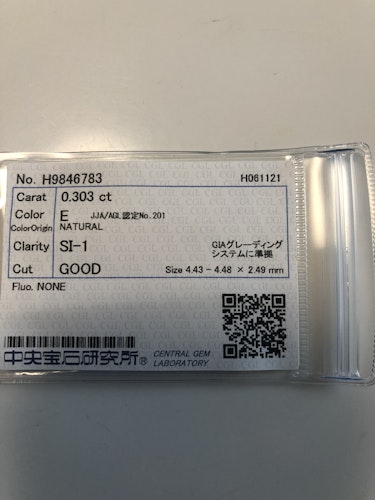 No. H9846783 H061121
Carat 0.303 ct
Color E JJA/AGL認定No.201
ColorOrigin NATURAL
Clarity SI-1 GIAグレーディング
システムに準拠
Cut GOOD Size 4.43 - 4.48 × 2.49 mm
Fluo. NONE
中央宝石研究所® CENTRAL GEM
LABORATORY